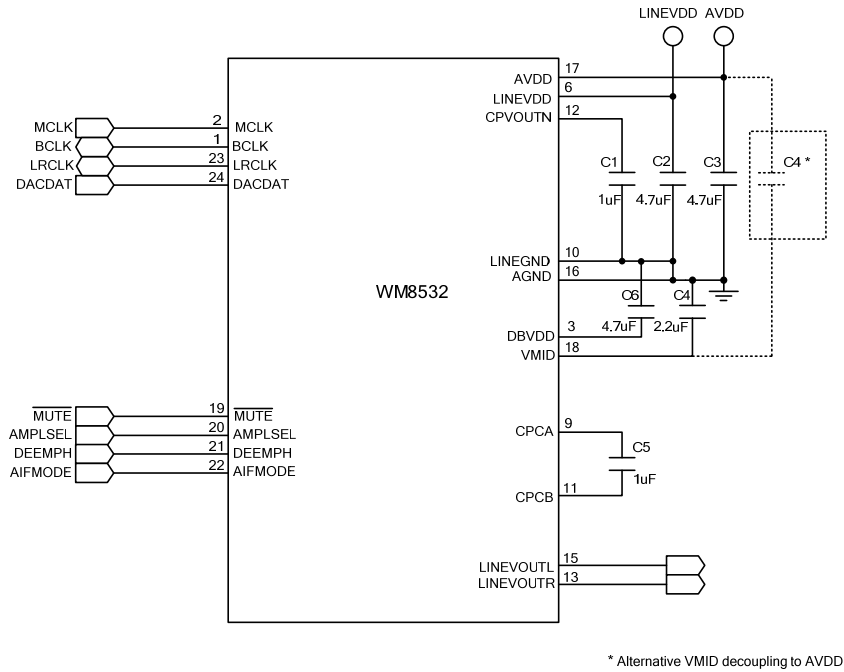 LINEVDD AVDD
17
AVDD
6
LINEVDD
12
CPVOUTN
MCLK 2 MCLK
BCLK 1 BCLK
LRCLK 23 LRCLK
DACDAT 24 DACDAT
C1 C2 C3 C4 *
1uF 4.7uF 4.7uF
LINEGND 10
AGND 16
WM8532
C6 C4
4.7uF 2.2uF
DBVDD 3
VMID 18
MUTE 19 MUTE
AMPLSEL 20 AMPLSEL
DEEMPH 21 DEEMPH
AIFMODE 22 AIFMODE
CPCA 9
C5
1uF
CPCB 11
LINEVOUTL 15
LINEVOUTR 13
* Alternative VMID decoupling to AVDD